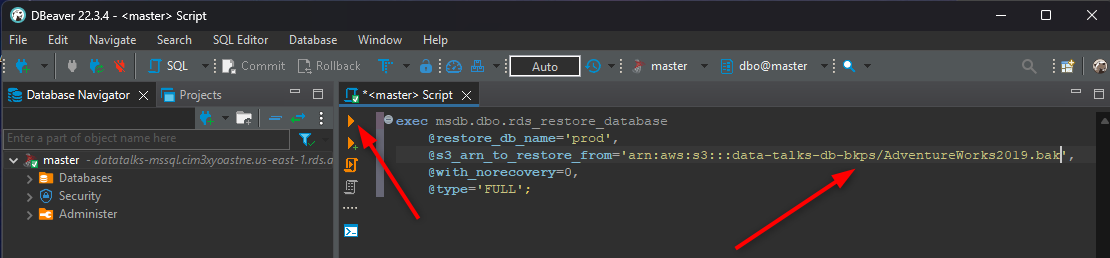 DBeaver 22.3.4 - <master> Script
File Edit Navigate Search SQL Editor Database Window Help
SQL Commit Rollback T Auto master dbo@master
Database Navigator Projects *<master> Script
Enter a part of object name here
master - datatalks-mssql.cim3xyoastne.us-east-1.rds.a
Databases
Security
Administer
exec msdb.dbo.rds_restore_database
@restore_db_name='prod',
@s3_arn_to_restore_from='arn:aws:s3:::data-talks-db-bkps/AdventureWorks2019.bak',
@with_norecovery=0,
@type='FULL';